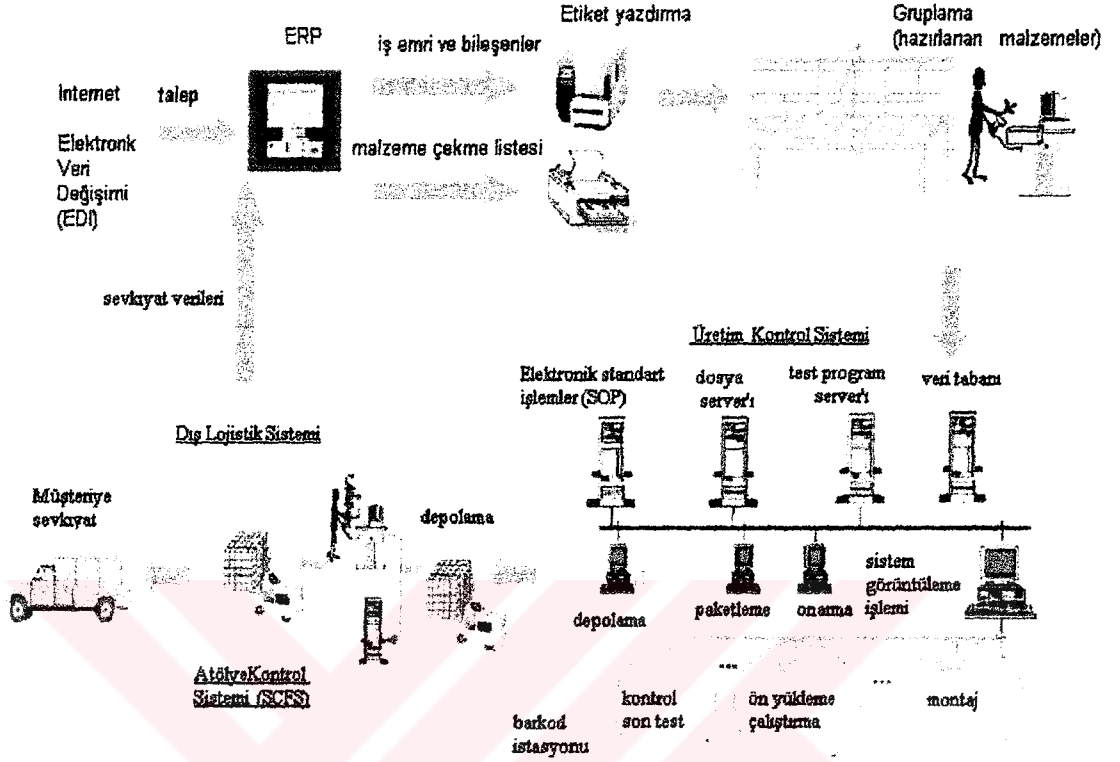 ERP
iş emri ve bileşenler
Etiket yazdırma
Gruplama
(hazırlanan malzemeler)
Internet talep
Elektronk
Veri
Değişimi
(EDI)
malzeme çekme listesi
sevkıyat verileri
Üretim Kontrol Sistemi
Elektronik standart
işlemler (SOP)
dosya
server'ı
test program
server'ı
veri tabanı
Dış Lojistik Sistemi
Müşteriye
sevkıyat
depolama
depolama
paketleme
onarma
sistem
görüntüleme
işlemi
Atölye Kontrol
Sistemi (SCFS)
barkod
istasyonu
kontrol
son test
ön yükleme
çalıştırma
montaj